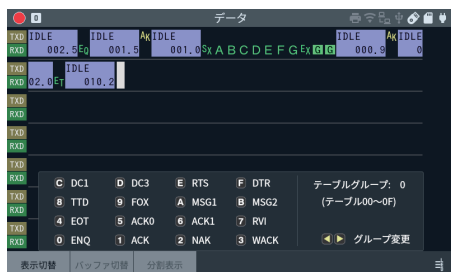 0 データ
TXD IDLE IDLE AK IDLE IDLE AK IDLE
RXD 002.5 EQ 001.5 001.0 SX A B C D E F G EX G G 000.9 0
TXD IDLE
RXD 02.0 ET 010.2
TXD
RXD
TXD
RXD
TXD
RXD
TXD
RXD
TXD
RXD
C DC1 D DC3 E RTS F DTR テーブルグループ: 0
8 TTD 9 FOX A MSG1 B MSG2 (テーブル00〜0F)
4 EOT 5 ACK0 6 ACK1 7 RVI
0 ENQ 1 ACK 2 NAK 3 WACK グループ変更
表示切替 バッファ切替 分割表示